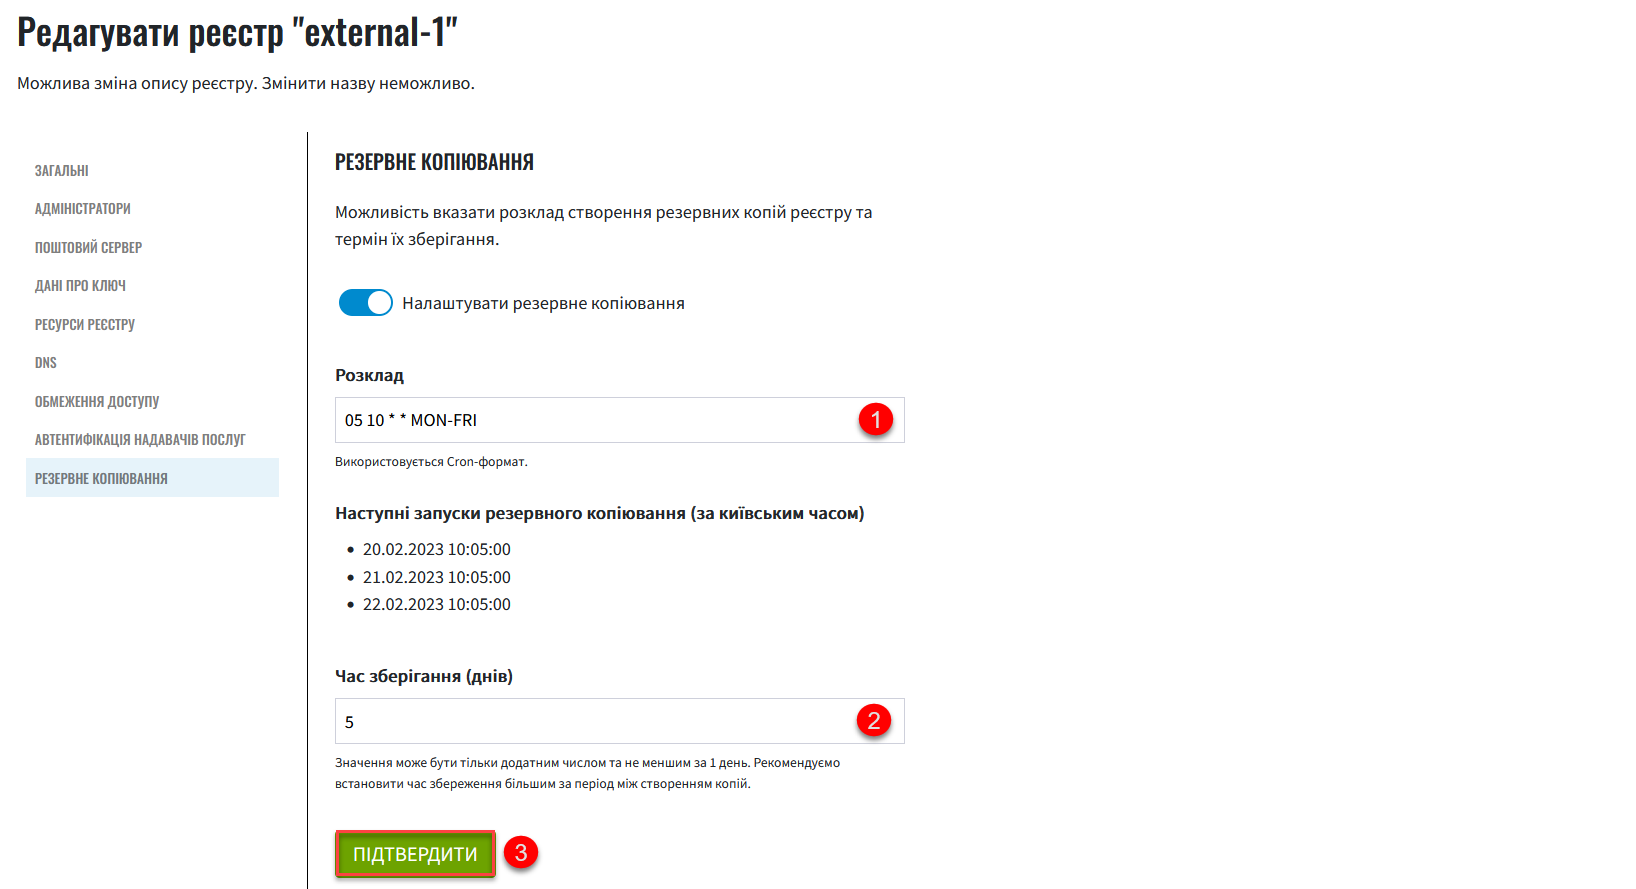 Редагувати реєстр "external-1"
Можлива зміна опису реєстру. Змінити назву неможливо.
ЗАГАЛЬНІ
АДМІНІСТРАТОРИ
ПОШТОВИЙ СЕРВЕР
ДАНІ ПРО КЛЮЧ
РЕСУРСИ РЕЄСТРУ
DNS
ОБМЕЖЕННЯ ДОСТУПУ
АВТЕНТИФІКАЦІЯ НАДАВАЧІВ ПОСЛУГ
РЕЗЕРВНЕ КОПІЮВАННЯ
РЕЗЕРВНЕ КОПІЮВАННЯ
Можливість вказати розклад створення резервних копій реєстру та
термін їх зберігання.
Налаштувати резервне копіювання
Розклад
05 10 * * MON-FRI 1
Використовується Cron-формат.
Наступні запуски резервного копіювання (за київським часом)
• 20.02.2023 10:05:00
• 21.02.2023 10:05:00
• 22.02.2023 10:05:00
Час зберігання (днів)
5 2
Значення може бути тільки додатним числом та не меншим за 1 день. Рекомендуємо
встановити час збереження більшим за період між створенням копій.
ПІДТВЕРДИТИ 3